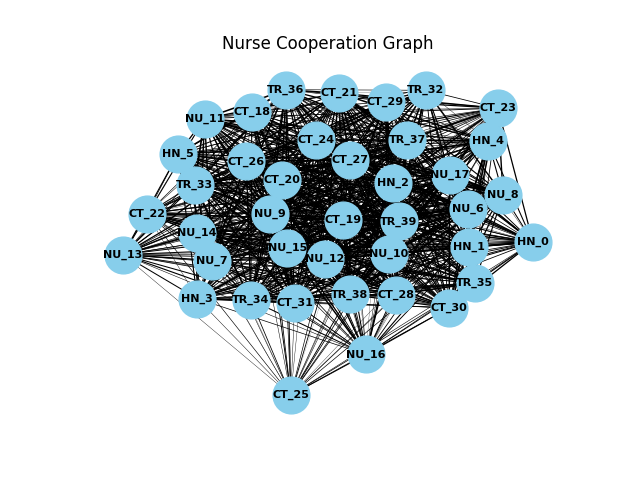 Nurse Cooperation Graph
TR_36
CT_21
TR_32
CT_29
CT_23
CT_18
NU_11
CT_24
TR_37
HN_4
HN_5
CT_26
CT_27
NU_17
CT_20
HN_2
TR_33
NU_8
NU_6
CT_22
NU_9
CT_19
TR_39
NU_14
HN_0
NU_15
HN_1
NU_13
NU_7
NU_12
NU_10
TR_35
HN_3
TR_34
CT_31
TR_38
CT_28
CT_30
NU_16
CT_25